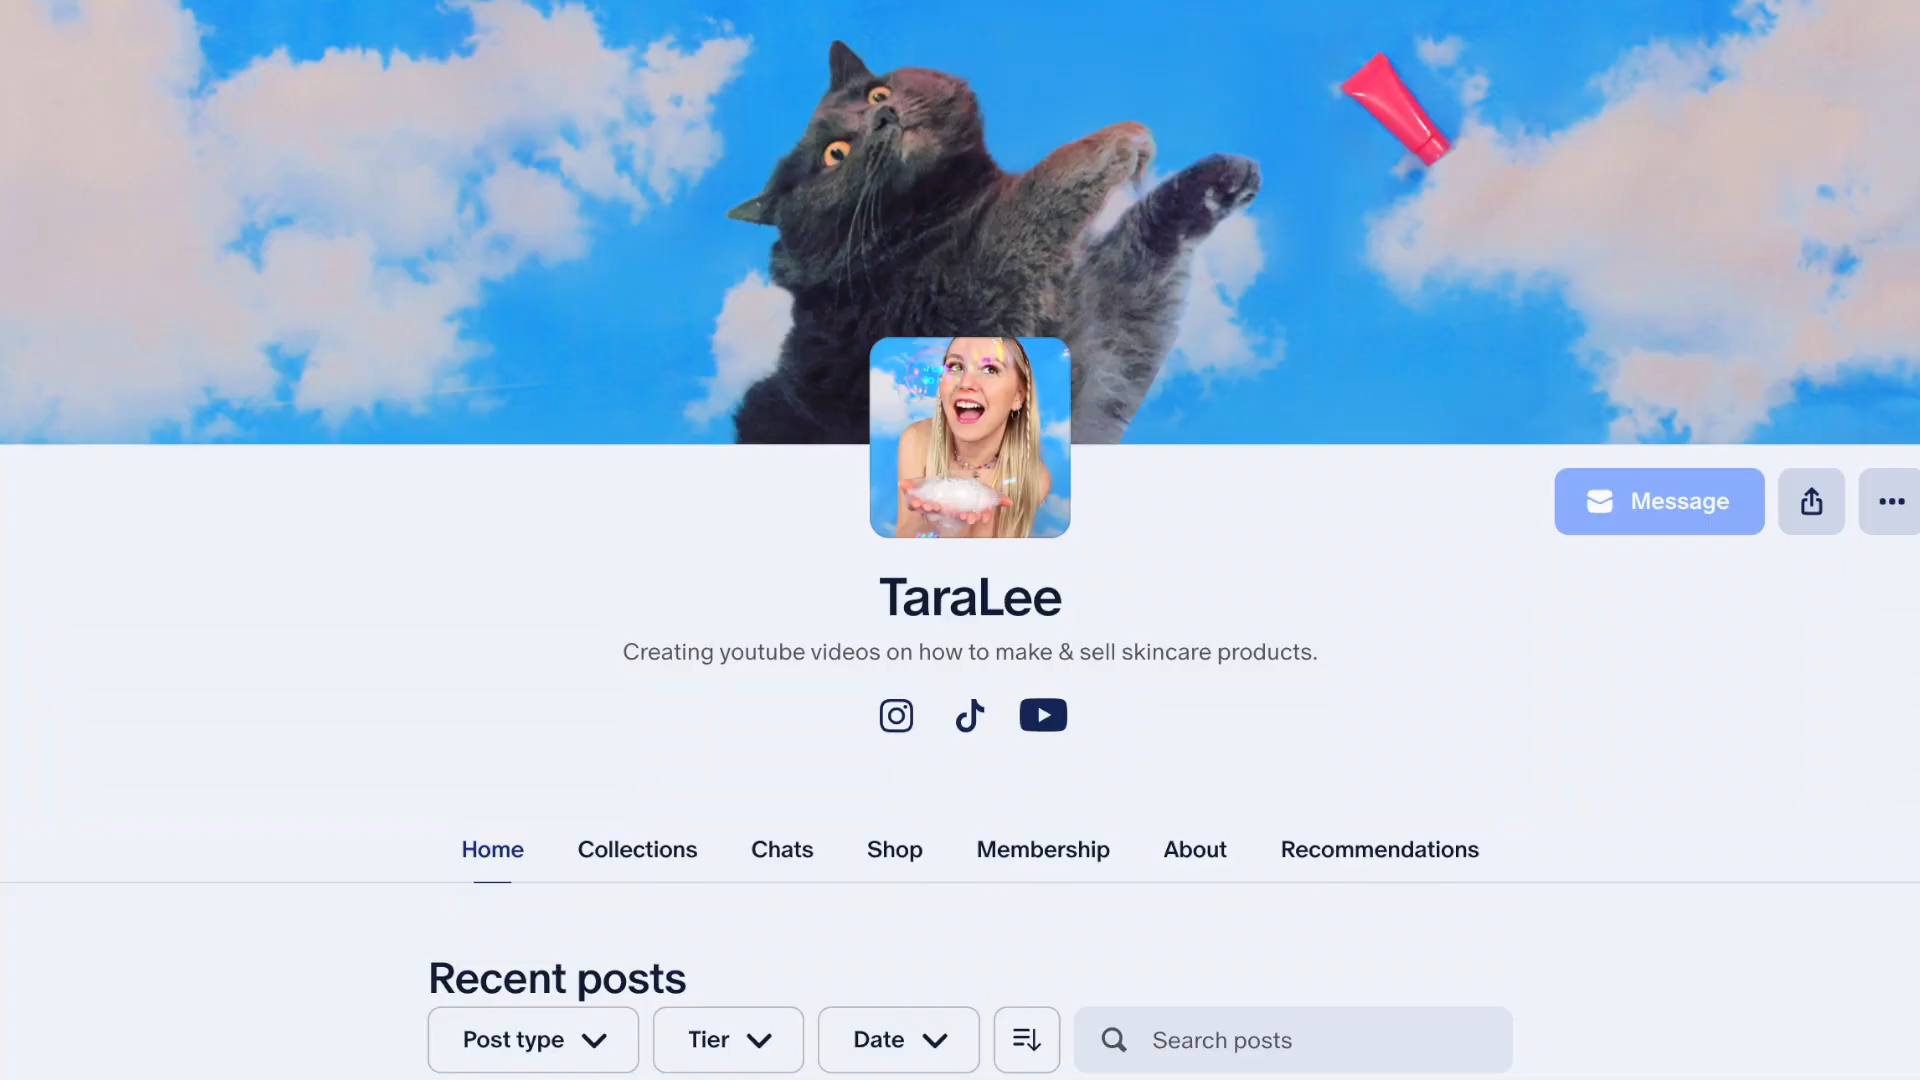 Message
TaraLee
Creating youtube videos on how to make & sell skincare products.
Home Collections Chats Shop Membership About Recommendations
Recent posts
Post type Tier Date Search posts